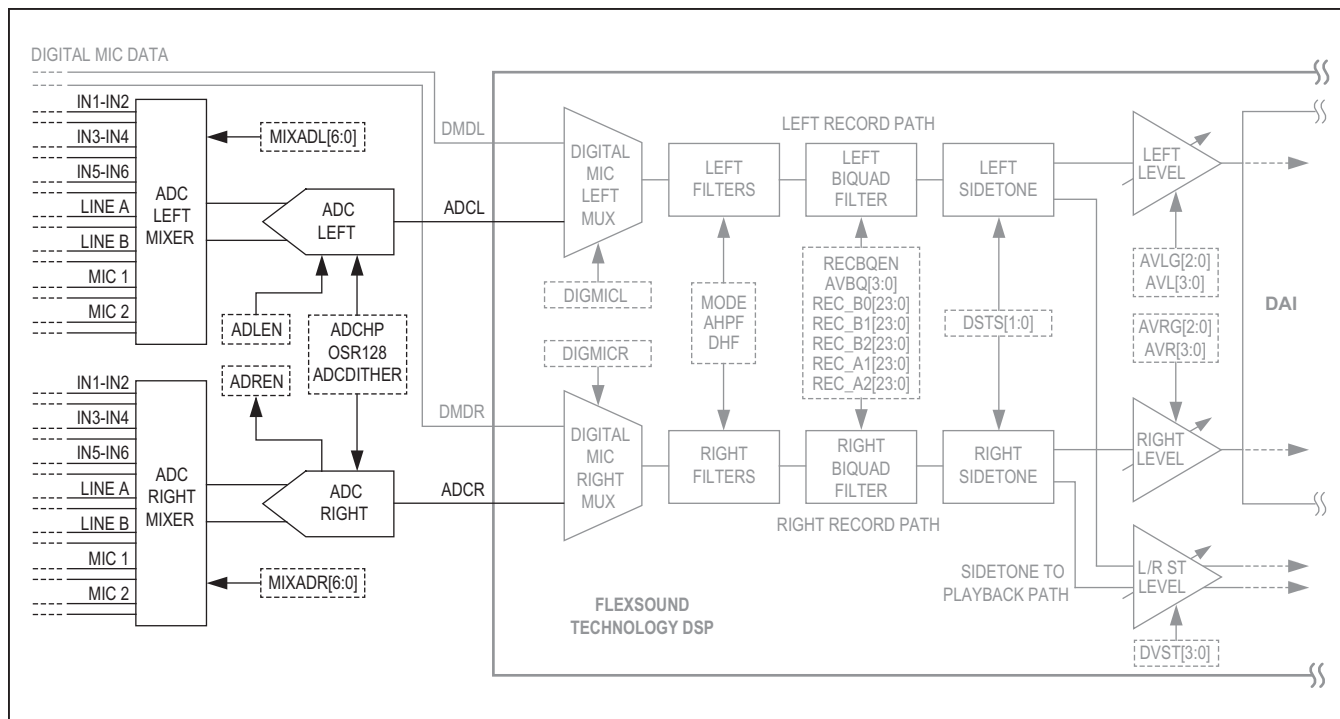 DIGITAL MIC DATA
IN1-IN2
IN3-IN4
IN5-IN6
LINE A
LINE B
MIC 1
MIC 2
ADC
LEFT
MIXER
MIXADL[6:0]
ADC
LEFT
ADLEN
ADCHP
OSR128
ADCDITHER
ADREN
IN1-IN2
IN3-IN4
IN5-IN6
LINE A
LINE B
MIC 1
MIC 2
ADC
RIGHT
MIXER
ADC
RIGHT
MIXADR[6:0]
DMDL
ADCL
DMDR
ADCR
DIGITAL
MIC
LEFT
MUX
DIGMICL
DIGMICR
DIGITAL
MIC
RIGHT
MUX
LEFT RECORD PATH
LEFT
FILTERS
LEFT
BIQUAD
FILTER
LEFT
SIDETONE
LEFT
LEVEL
MODE
AHPF
DHF
RECBQEN
AVBQ[3:0]
REC_B0[23:0]
REC_B1[23:0]
REC_B2[23:0]
REC_A1[23:0]
REC_A2[23:0]
DSTS[1:0]
AVLG[2:0]
AVL[3:0]
AVRG[2:0]
AVR[3:0]
DAI
RIGHT
FILTERS
RIGHT
BIQUAD
FILTER
RIGHT
SIDETONE
RIGHT
LEVEL
RIGHT RECORD PATH
SIDETONE TO
PLAYBACK PATH
L/R ST
LEVEL
DVST[3:0]
FLEXSOUND
TECHNOLOGY DSP